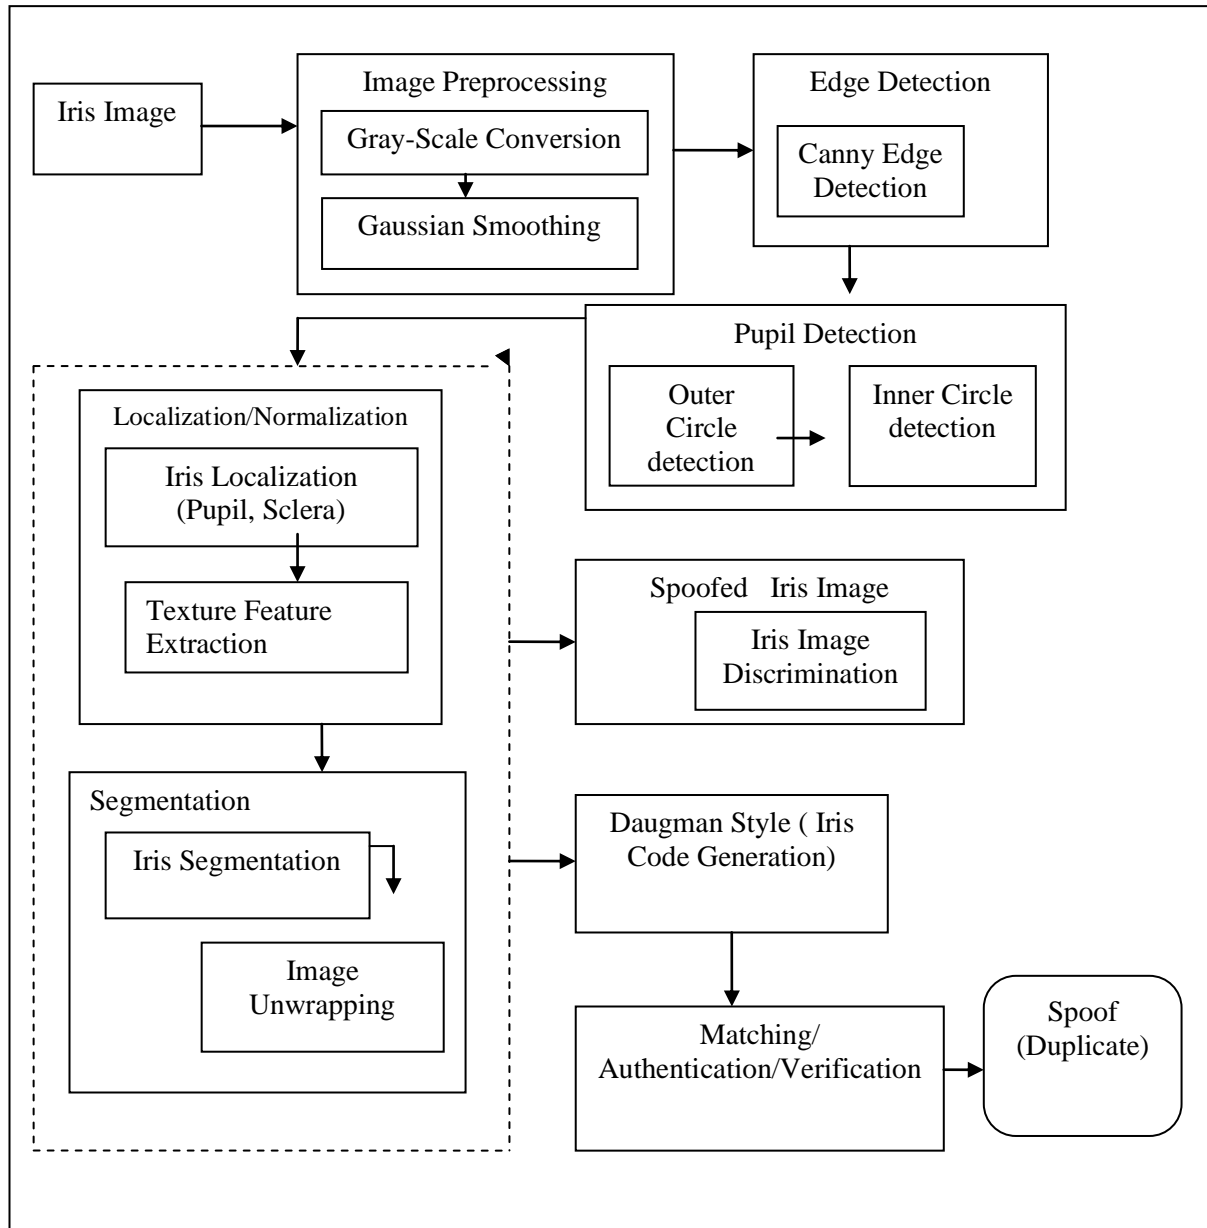 Iris Image
Image Preprocessing
Gray-Scale Conversion
Gaussian Smoothing
Edge Detection
Canny Edge
Detection
Pupil Detection
Outer
Circle
detection
Inner Circle
detection
Localization/Normalization
Iris Localization
(Pupil, Sclera)
Texture Feature
Extraction
Spoofed Iris Image
Iris Image
Discrimination
Segmentation
Iris Segmentation
Image
Unwrapping
Daugman Style ( Iris
Code Generation)
Matching/
Authentication/Verification
Spoof
(Duplicate)